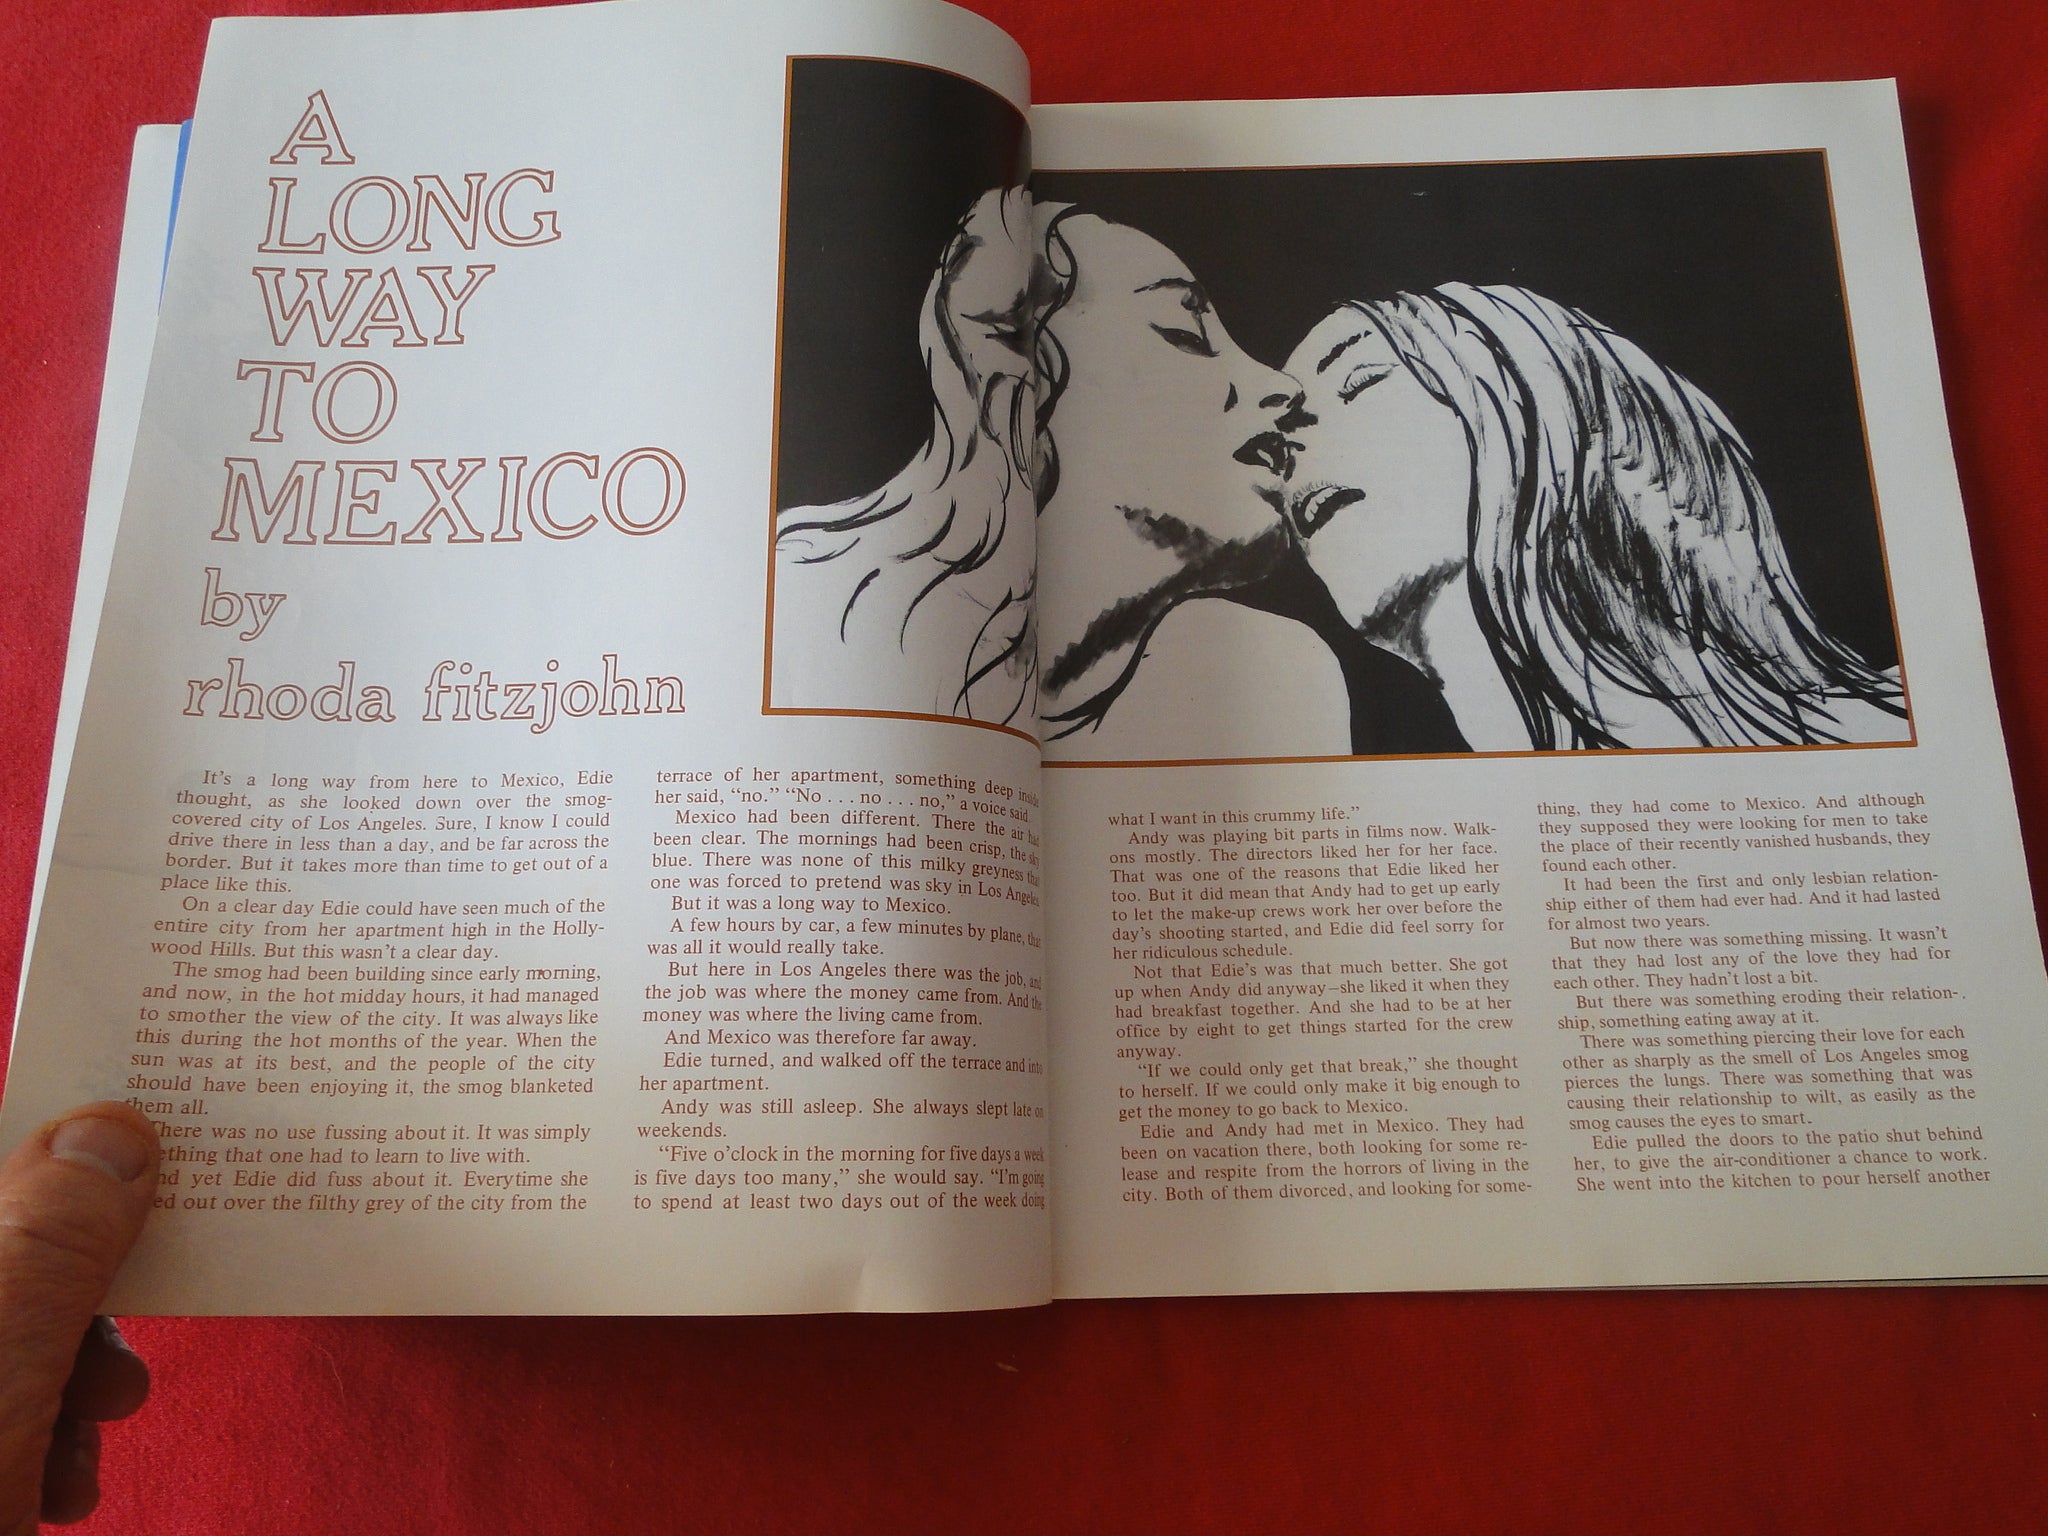 A
LONG
WAY
TO
MEXICO
by
rhoda fitzjohn
It's a long way from here to Mexico, Edie
thought, as she looked down over the smog-
covered city of Los Angeles. Sure, I know I could
drive there in less than a day, and be far across the
border. But it takes more than time to get out of a
place like this.
On a clear day Edie could have seen much of the
entire city from her apartment high in the Holly-
wood Hills. But this wasn't a clear day.
The smog had been building since early morning,
and now, in the hot midday hours, it had managed
to smother the view of the city. It was always like
this during the hot months of the year. When the
sun was at its best, and the people of the city
should have been enjoying it, the smog blanketed
them all.
There was no use fussing about it. It was simply
ething that one had to learn to live with.
nd yet Edie did fuss about it. Everytime she
ed out over the filthy grey of the city from the
terrace of her apartment, something deep inside
her said, "no." "No . . . no . . . no," a voice said.
Mexico had been different. There the air had
been clear. The mornings had been crisp, the sky
blue. There was none of this milky greyness that
one was forced to pretend was sky in Los Angeles.
But it was a long way to Mexico.
A few hours by car, a few minutes by plane, that
was all it would really take.
But here in Los Angeles there was the job, and
the job was where the money came from. And the
money was where the living came from.
And Mexico was therefore far away.
Edie turned, and walked off the terrace and into
her apartment.
Andy was still asleep. She always slept late on
weekends.
"Five o'clock in the morning for five days a week
is five days too many," she would say. "I'm going
to spend at least two days out of the week doing
what I want in this crummy life."
Andy was playing bit parts in films now. Walk-
ons mostly. The directors liked her for her face.
That was one of the reasons that Edie liked her
too. But it did mean that Andy had to get up early
to let the make-up crews work her over before the
day's shooting started, and Edie did feel sorry for
her ridiculous schedule.
Not that Edie's was that much better. She got
up when Andy did anyway—she liked it when they
had breakfast together. And she had to be at her
office by eight to get things started for the crew
anyway.
"If we could only get that break," she thought
to herself. If we could only make it big enough to
get the money to go back to Mexico.
Edie and Andy had met in Mexico. They had
been on vacation there, both looking for some re-
lease and respite from the horrors of living in the
city. Both of them divorced, and looking for some-
thing, they had come to Mexico. And although
they supposed they were looking for men to take
the place of their recently vanished husbands, they
found each other.
It had been the first and only lesbian relation-
ship either of them had ever had. And it had lasted
for almost two years.
But now there was something missing. It wasn't
that they had lost any of the love they had for
each other. They hadn't lost a bit.
But there was something eroding their relation-
ship, something eating away at it.
There was something piercing their love for each
other as sharply as the smell of Los Angeles smog
pierces the lungs. There was something that was
causing their relationship to wilt, as easily as the
smog causes the eyes to smart.
Edie pulled the doors to the patio shut behind
her, to give the air-conditioner a chance to work.
She went into the kitchen to pour herself another